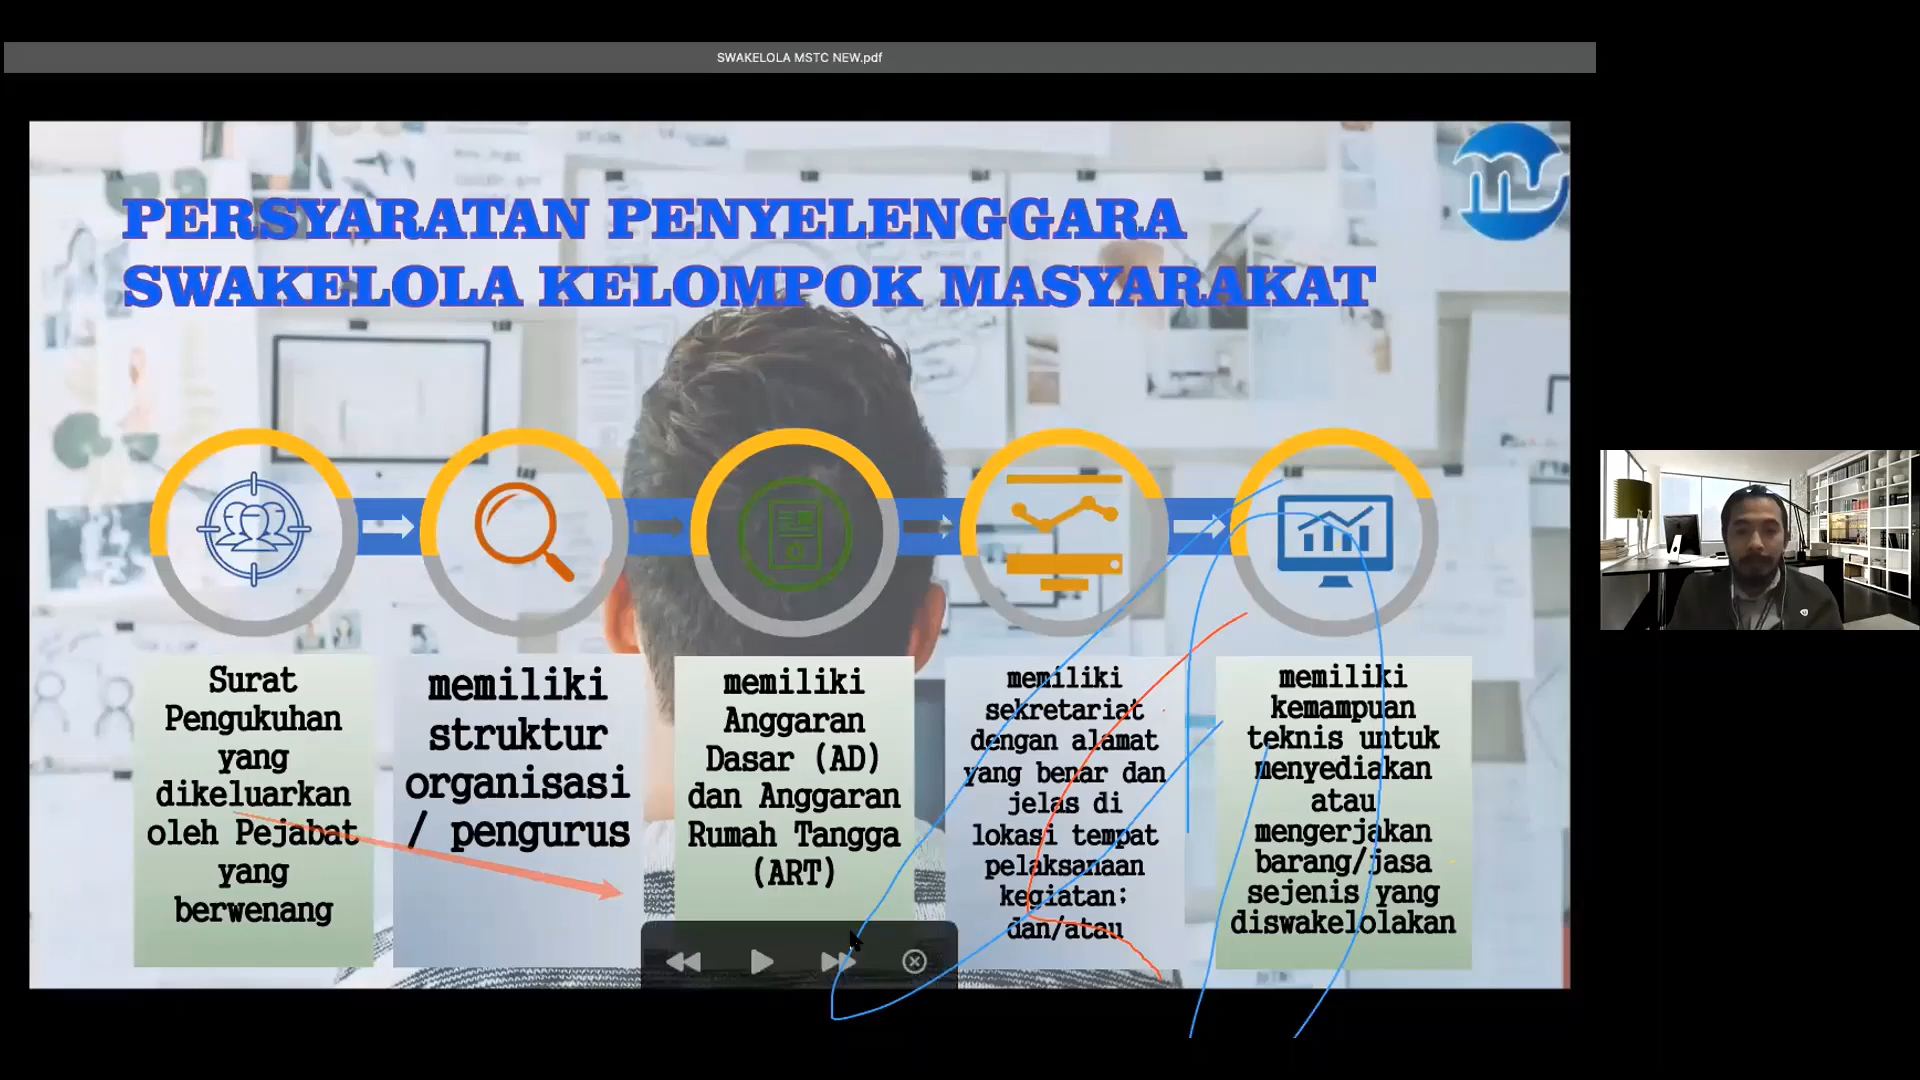 SWAKELOLA MSTC NEW.pdf
PERSYARATAN PENYELENGGARA
SWAKELOLA KELOMPOK MASYARAKAT
Surat
Pengukuhan
yang
dikeluarkan
oleh Pejabat
yang
berwenang
memiliki
struktur
organisasi
/ pengurus
memiliki
Anggaran
Dasar (AD)
dan Anggaran
Rumah Tangga
(ART)
memiliki
sekretariat
dengan alamat
yang benar dan
jelas di
lokasi tempat
pelaksanaan
kegiatan;
dan/atau
memiliki
kemampuan
teknis untuk
menyediakan
atau
mengerjakan
barang/jasa
sejenis yang
diswakelolakan